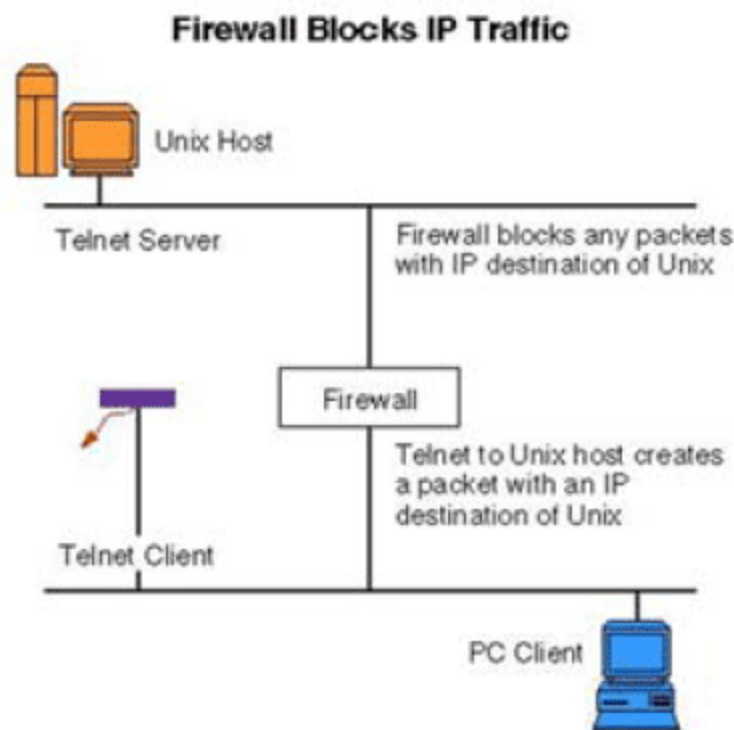 Firewall Blocks IP Traffic
Unix Host
Telnet Server
Firewall blocks any packets
with IP destination of Unix
Firewall
Telnet to Unix host creates
a packet with an IP
destination of Unix
Telnet Client
PC Client